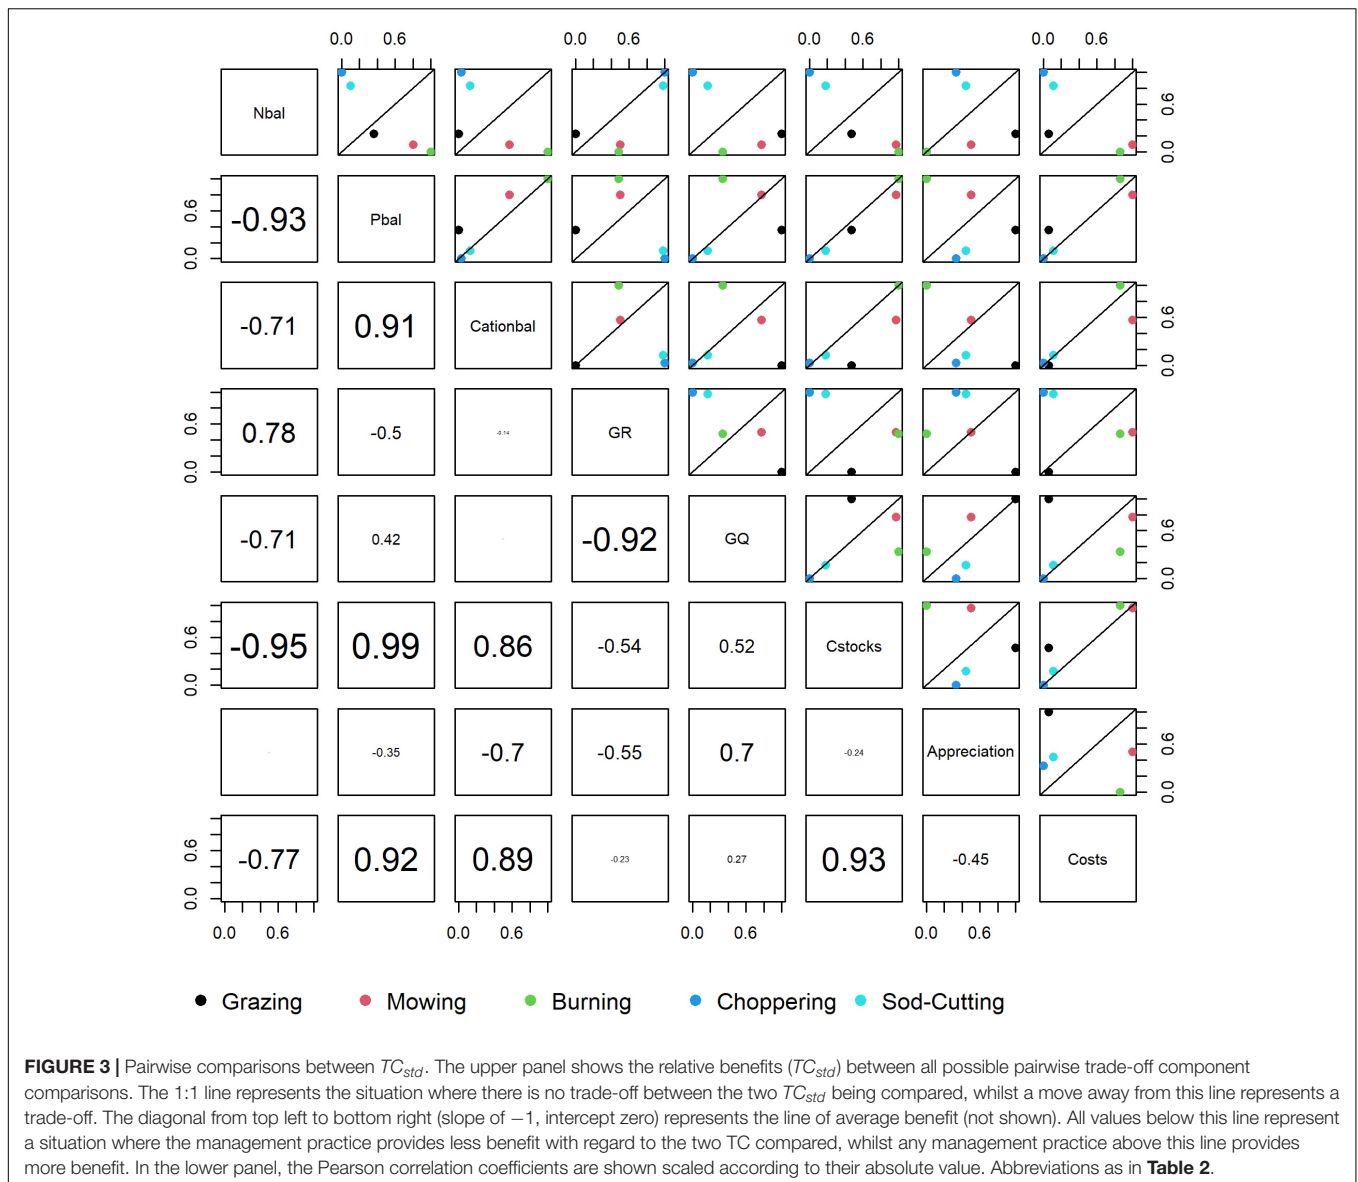 0.0 0.6 0.0 0.6 0.0 0.6 0.0 0.6
Nbal 0.0 0.6
0.0 0.6 -0.93 Pbal
-0.71 0.91 Cationbal 0.0 0.6
0.0 0.6 0.78 -0.5 -0.14 GR
-0.71 0.42 -0.92 GQ 0.0 0.6
0.0 0.6 -0.95 0.99 0.86 -0.54 0.52 Cstocks
-0.35 -0.7 -0.55 0.7 -0.24 Appreciation 0.0 0.6
0.0 0.6 -0.77 0.92 0.89 -0.23 0.27 0.93 -0.45 Costs
0.0 0.6 0.0 0.6 0.0 0.6 0.0 0.6
Grazing Mowing Burning Choppering Sod-Cutting
FIGURE 3 | Pairwise comparisons between TCstd. The upper panel shows the relative benefits (TCstd) between all possible pairwise trade-off component
comparisons. The 1:1 line represents the situation where there is no trade-off between the two TCstd being compared, whilst a move away from this line represents a
trade-off. The diagonal from top left to bottom right (slope of −1, intercept zero) represents the line of average benefit (not shown). All values below this line represent
a situation where the management practice provides less benefit with regard to the two TC compared, whilst any management practice above this line provides
more benefit. In the lower panel, the Pearson correlation coefficients are shown scaled according to their absolute value. Abbreviations as in Table 2.